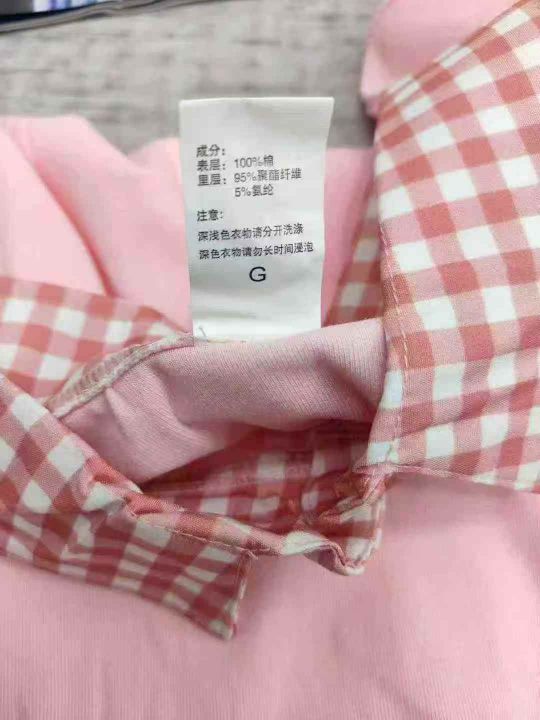 成分：
表层：100%棉
里层：95%聚酯纤维
5%氨纶
注意：
深浅色衣物请分开洗涤
深色衣物请勿长时间浸泡
G